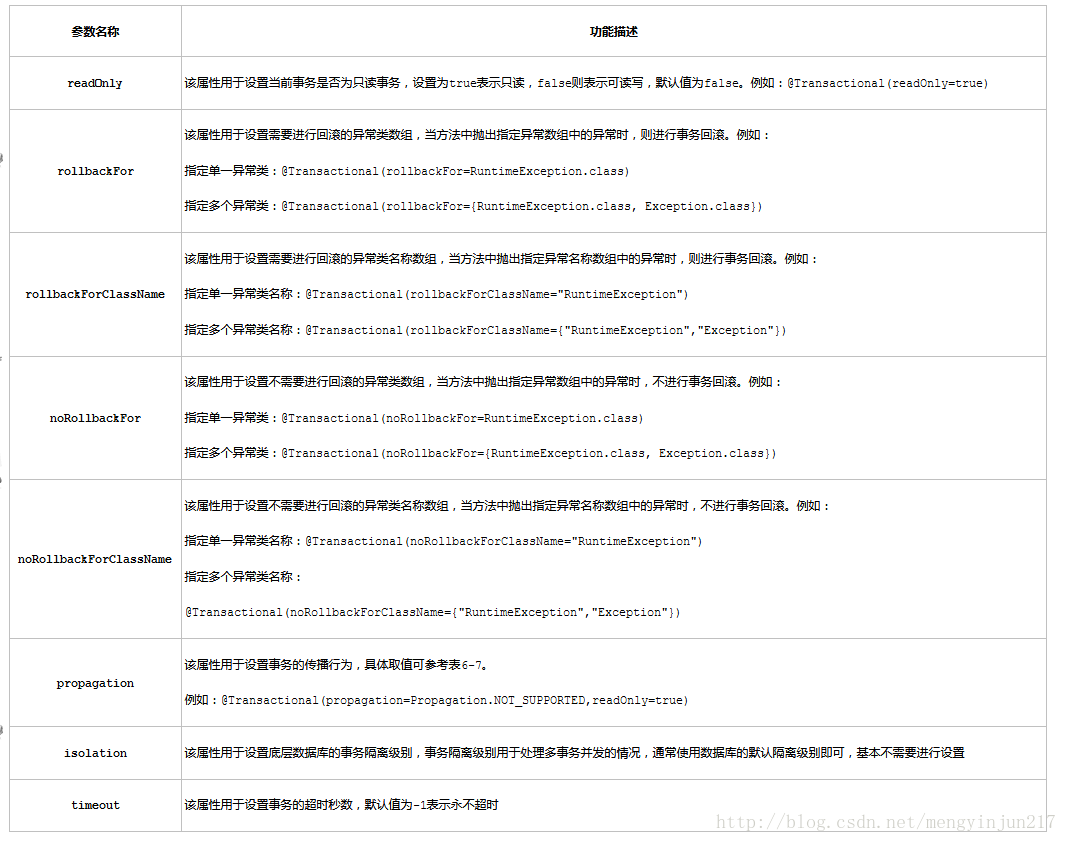 参数名称 功能描述
readOnly 该属性用于设置当前事务是否为只读事务，设置为true表示只读，false则表示可读写，默认值为false。例如：@Transactional(readOnly=true)
该属性用于设置需要进行回滚的异常类数组，当方法中抛出指定异常数组中的异常时，则进行事务回滚。例如：
rollbackFor 指定单一异常类：@Transactional(rollbackFor=RuntimeException.class)
指定多个异常类：@Transactional(rollbackFor={RuntimeException.class, Exception.class})
该属性用于设置需要进行回滚的异常类名称数组，当方法中抛出指定异常名称数组中的异常时，则进行事务回滚。例如：
rollbackForClassName 指定单一异常类名称：@Transactional(rollbackForClassName="RuntimeException")
指定多个异常类名称：@Transactional(rollbackForClassName={"RuntimeException","Exception"})
该属性用于设置不需要进行回滚的异常类数组，当方法中抛出指定异常数组中的异常时，不进行事务回滚。例如：
noRollbackFor 指定单一异常类：@Transactional(noRollbackFor=RuntimeException.class)
指定多个异常类：@Transactional(noRollbackFor={RuntimeException.class, Exception.class})
该属性用于设置不需要进行回滚的异常类名称数组，当方法中抛出指定异常名称数组中的异常时，不进行事务回滚。例如：
指定单一异常类名称：@Transactional(noRollbackForClassName="RuntimeException")
noRollbackForClassName
指定多个异常类名称：
@Transactional(noRollbackForClassName={"RuntimeException","Exception"})
该属性用于设置事务的传播行为，具体取值可参考表6-7。
propagation
例如：@Transactional(propagation=Propagation.NOT_SUPPORTED,readOnly=true)
isolation 该属性用于设置底层数据库的事务隔离级别，事务隔离级别用于处理多事务并发的情况，通常使用数据库的默认隔离级别即可，基本不需要进行设置
timeout 该属性用于设置事务的超时秒数，默认值为-1表示永不超时
http://blog.csdn.net/mengyinjun217